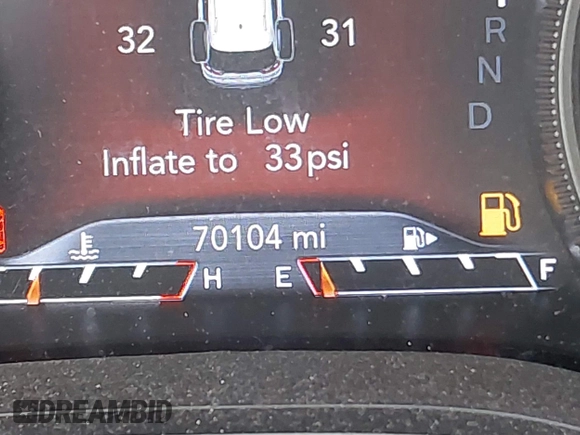 32 31
R
N
D
Tire Low
Inflate to 33psi
70104 mi
H E F
DREAMBID